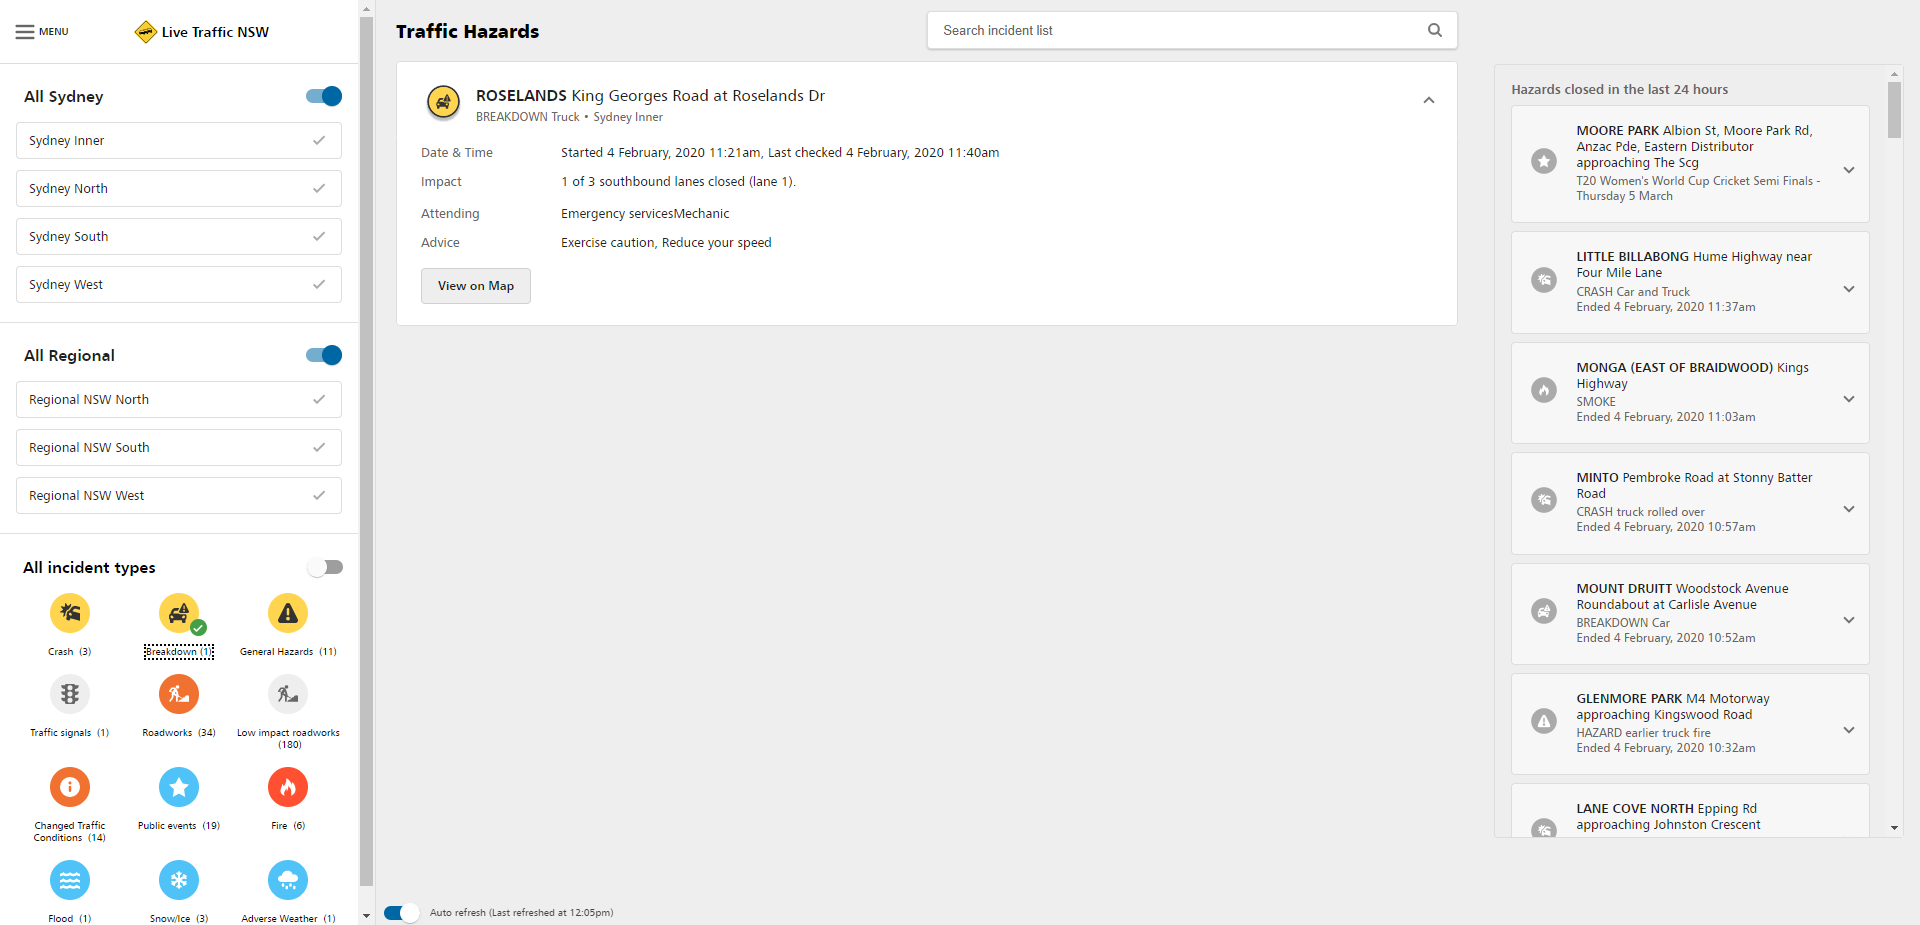 MENU
Live Traffic NSW
All Sydney
Sydney Inner
Sydney North
Sydney South
Sydney West
All Regional
Regional NSW North
Regional NSW South
Regional NSW West
All incident types
Crash (3)
Breakdown (1)
General Hazards (11)
Traffic signals (1)
Roadworks (34)
Low impact roadworks
(180)
Changed Traffic
Conditions (14)
Public events (19)
Fire (6)
Flood (1)
Snow/Ice (3)
Adverse Weather (1)
Traffic Hazards
Search incident list
ROSELANDS King Georges Road at Roselands Dr
BREAKDOWN Truck • Sydney Inner
Date & Time Started 4 February, 2020 11:21am, Last checked 4 February, 2020 11:40am
Impact 1 of 3 southbound lanes closed (lane 1).
Attending Emergency servicesMechanic
Advice Exercise caution, Reduce your speed
View on Map
Auto refresh (Last refreshed at 12:05pm)
Hazards closed in the last 24 hours
MOORE PARK Albion St, Moore Park Rd,
Anzac Pde, Eastern Distributor
approaching The Scg
T20 Women's World Cup Cricket Semi Finals -
Thursday 5 March
LITTLE BILLABONG Hume Highway near
Four Mile Lane
CRASH Car and Truck
Ended 4 February, 2020 11:37am
MONGA (EAST OF BRAIDWOOD) Kings
Highway
SMOKE
Ended 4 February, 2020 11:03am
MINTO Pembroke Road at Stonny Batter
Road
CRASH truck rolled over
Ended 4 February, 2020 10:57am
MOUNT DRUITT Woodstock Avenue
Roundabout at Carlisle Avenue
BREAKDOWN Car
Ended 4 February, 2020 10:52am
GLENMORE PARK M4 Motorway
approaching Kingswood Road
HAZARD earlier truck fire
Ended 4 February, 2020 10:32am
LANE COVE NORTH Epping Rd
approaching Johnston Crescent